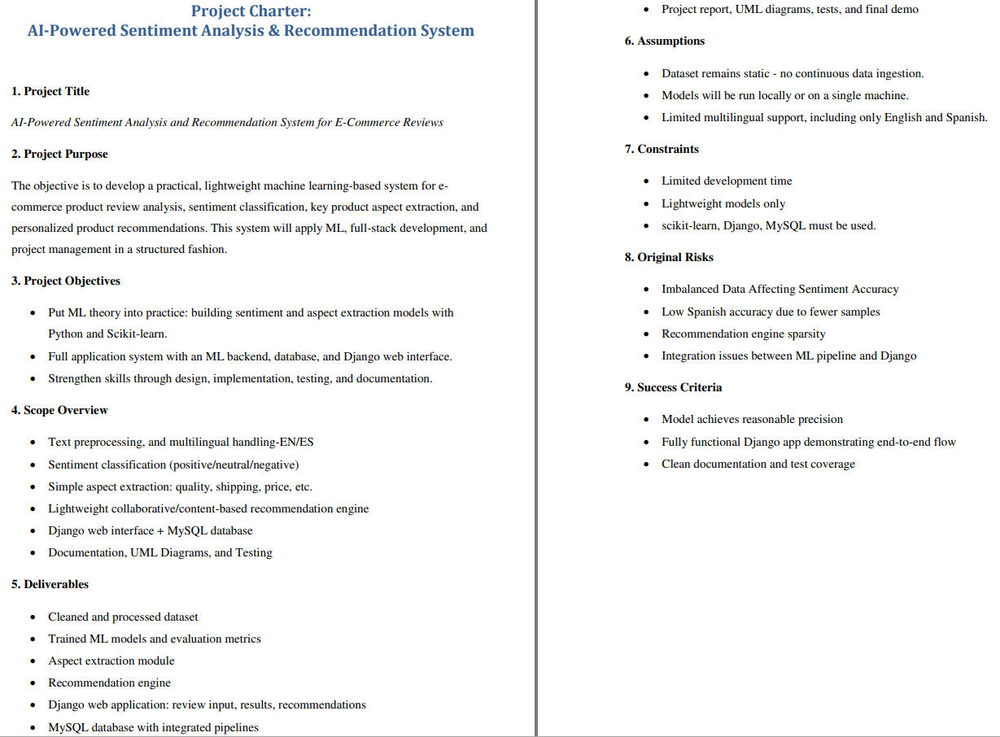 Project Charter:
AI-Powered Sentiment Analysis & Recommendation System
1. Project Title
AI-Powered Sentiment Analysis and Recommendation System for E-Commerce Reviews
2. Project Purpose
The objective is to develop a practical, lightweight machine learning-based system for e-
commerce product review analysis, sentiment classification, key product aspect extraction, and
personalized product recommendations. This system will apply ML, full-stack development, and
project management in a structured fashion.
3. Project Objectives
• Put ML theory into practice: building sentiment and aspect extraction models with
Python and Scikit-learn.
• Full application system with an ML backend, database, and Django web interface.
• Strengthen skills through design, implementation, testing, and documentation.
4. Scope Overview
• Text preprocessing, and multilingual handling-EN/ES
• Sentiment classification (positive/neutral/negative)
• Simple aspect extraction: quality, shipping, price, etc.
• Lightweight collaborative/content-based recommendation engine
• Django web interface + MySQL database
• Documentation, UML Diagrams, and Testing
5. Deliverables
• Cleaned and processed dataset
• Trained ML models and evaluation metrics
• Aspect extraction module
• Recommendation engine
• Django web application: review input, results, recommendations
• MySQL database with integrated pipelines
• Project report, UML diagrams, tests, and final demo
6. Assumptions
• Dataset remains static - no continuous data ingestion.
• Models will be run locally or on a single machine.
• Limited multilingual support, including only English and Spanish.
7. Constraints
• Limited development time
• Lightweight models only
• scikit-learn, Django, MySQL must be used.
8. Original Risks
• Imbalanced Data Affecting Sentiment Accuracy
• Low Spanish accuracy due to fewer samples
• Recommendation engine sparsity
• Integration issues between ML pipeline and Django
9. Success Criteria
• Model achieves reasonable precision
• Fully functional Django app demonstrating end-to-end flow
• Clean documentation and test coverage